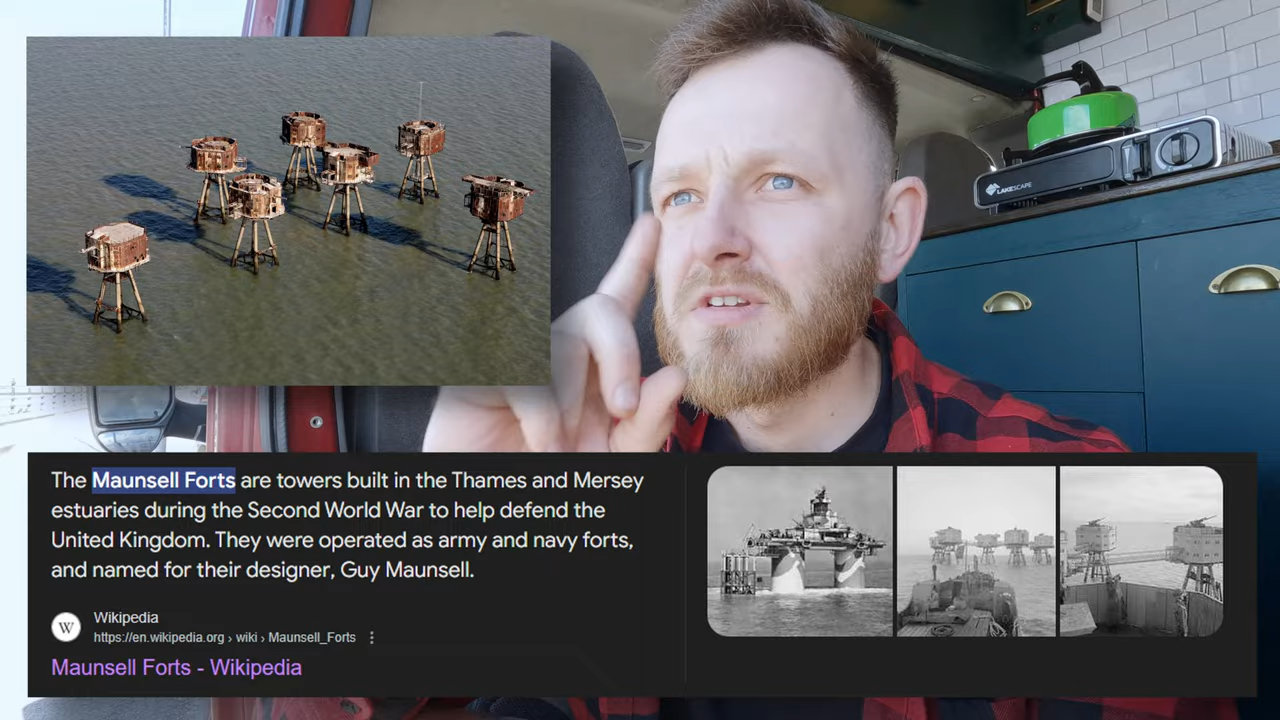 LAKESCAPE
The Maunsell Forts are towers built in the Thames and Mersey
estuaries during the Second World War to help defend the
United Kingdom. They were operated as army and navy forts,
and named for their designer, Guy Maunsell.
W
Wikipedia
https://en.wikipedia.org › wiki › Maunsell_Forts
Maunsell Forts - Wikipedia